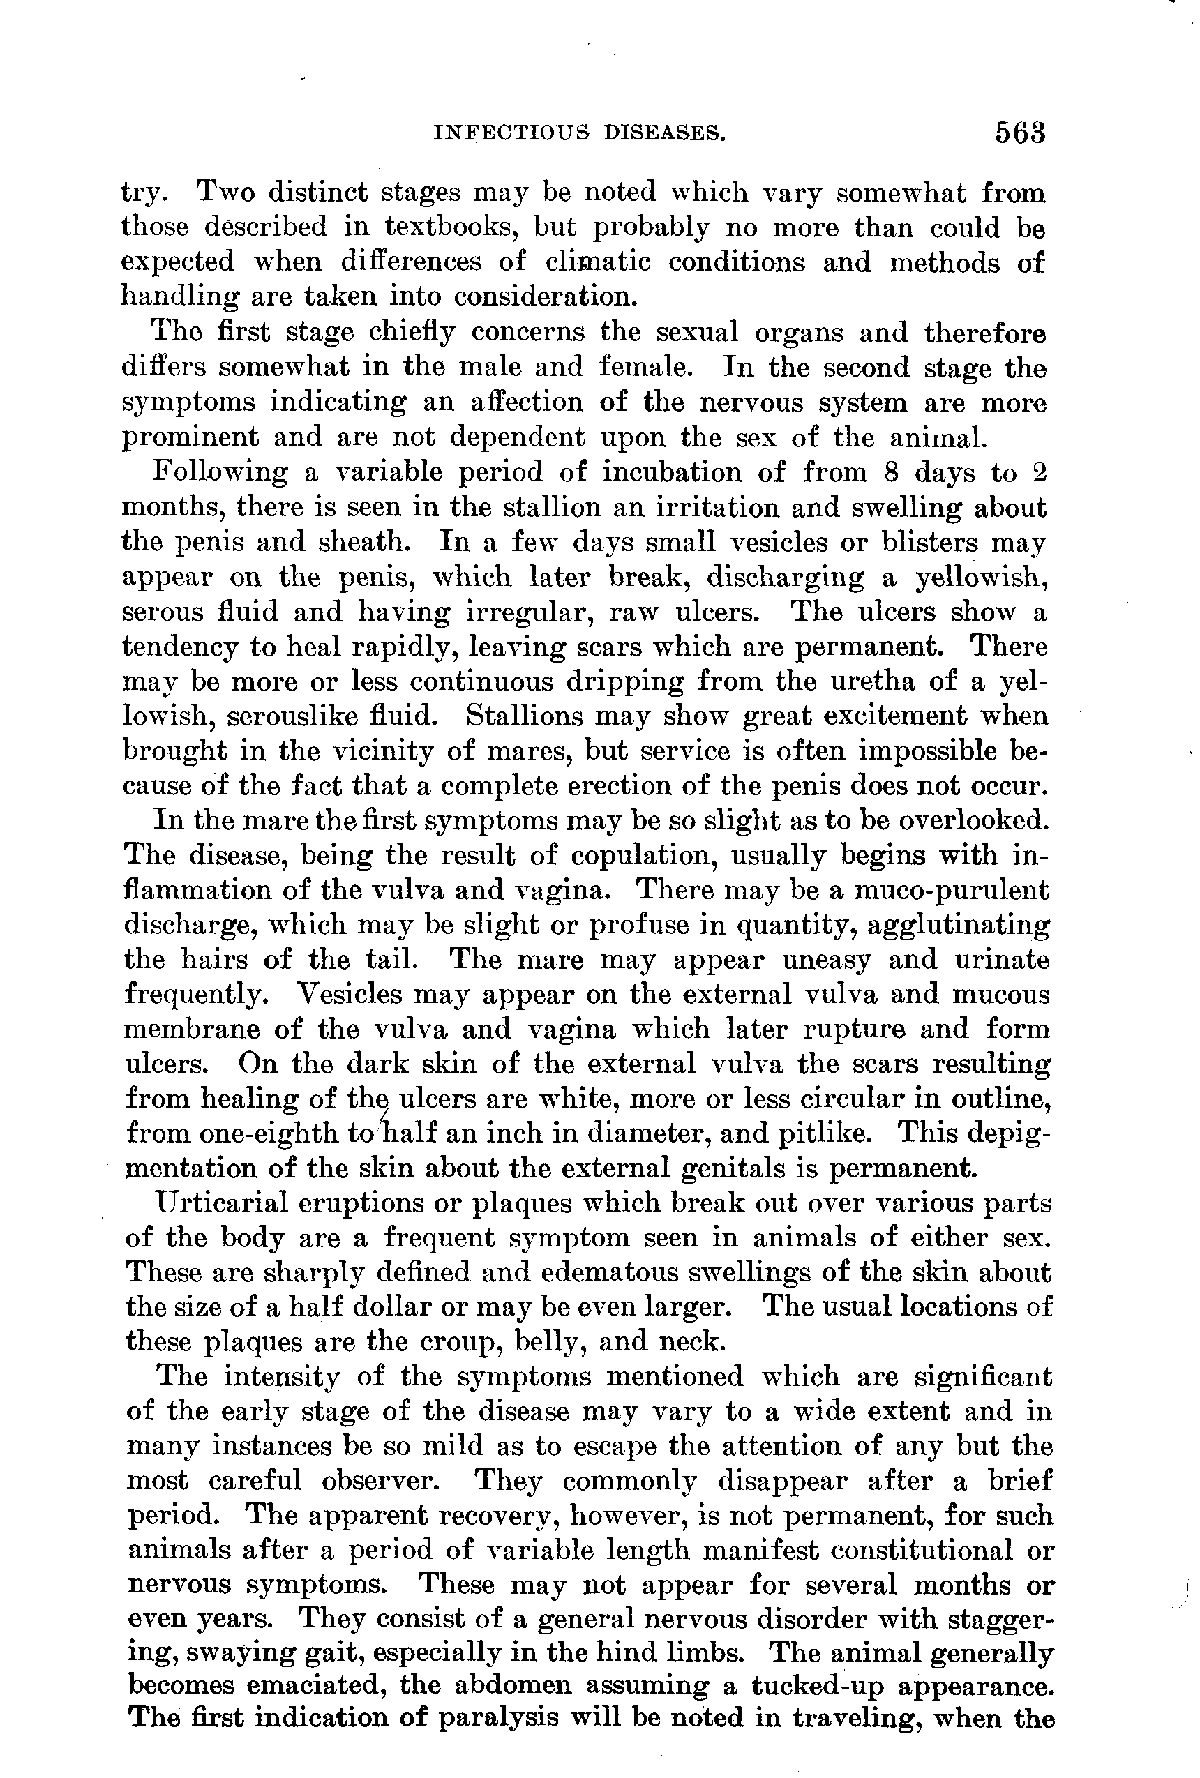 INFECTIOUS DISEASES. 563
try. Two distinct stages may be noted which vary somewhat from
those described in textbooks, but probably no more than could be
expected when differences of climatic conditions and methods of
handling are taken into consideration.
The first stage chiefly concerns the sexual organs and therefore
differs somewhat in the male and female. In the second stage the
symptoms indicating an affection of the nervous system are more
prominent and are not dependent upon the sex of the animal.
Following a variable period of incubation of from 8 days to 2
months, there is seen in the stallion an irritation and swelling about
the penis and sheath. In a few days small vesicles or blisters may
appear on the penis, which later break, discharging a yellowish,
serous fluid and having irregular, raw ulcers. The ulcers show a
tendency to heal rapidly, leaving scars which are permanent. There
may be more or less continuous dripping from the uretha of a yel-
lowish, serouslike fluid. Stallions may show great excitement when
brought in the vicinity of mares, but service is often impossible be-
cause of the fact that a complete erection of the penis does not occur.
In the mare the first symptoms may be so slight as to be overlooked.
The disease, being the result of copulation, usually begins with in-
flammation of the vulva and vagina. There may be a muco-purulent
discharge, which may be slight or profuse in quantity, agglutinating
the hairs of the tail. The mare may appear uneasy and urinate
frequently. Vesicles may appear on the external vulva and mucous
membrane of the vulva and vagina which later rupture and form
ulcers. On the dark skin of the external vulva the scars resulting
from healing of the ulcers are white, more or less circular in outline,
from one-eighth to half an inch in diameter, and pitlike. This depig-
mentation of the skin about the external genitals is permanent.
Urticarial eruptions or plaques which break out over various parts
of the body are a frequent symptom seen in animals of either sex.
These are sharply defined and edematous swellings of the skin about
the size of a half dollar or may be even larger. The usual locations of
these plaques are the croup, belly, and neck.
The intensity of the symptoms mentioned which are significant
of the early stage of the disease may vary to a wide extent and in
many instances be so mild as to escape the attention of any but the
most careful observer. They commonly disappear after a brief
period. The apparent recovery, however, is not permanent, for such
animals after a period of variable length manifest constitutional or
nervous symptoms. These may not appear for several months or
even years. They consist of a general nervous disorder with stagger-
ing, swaying gait, especially in the hind limbs. The animal generally
becomes emaciated, the abdomen assuming a tucked-up appearance.
The first indication of paralysis will be noted in traveling, when the